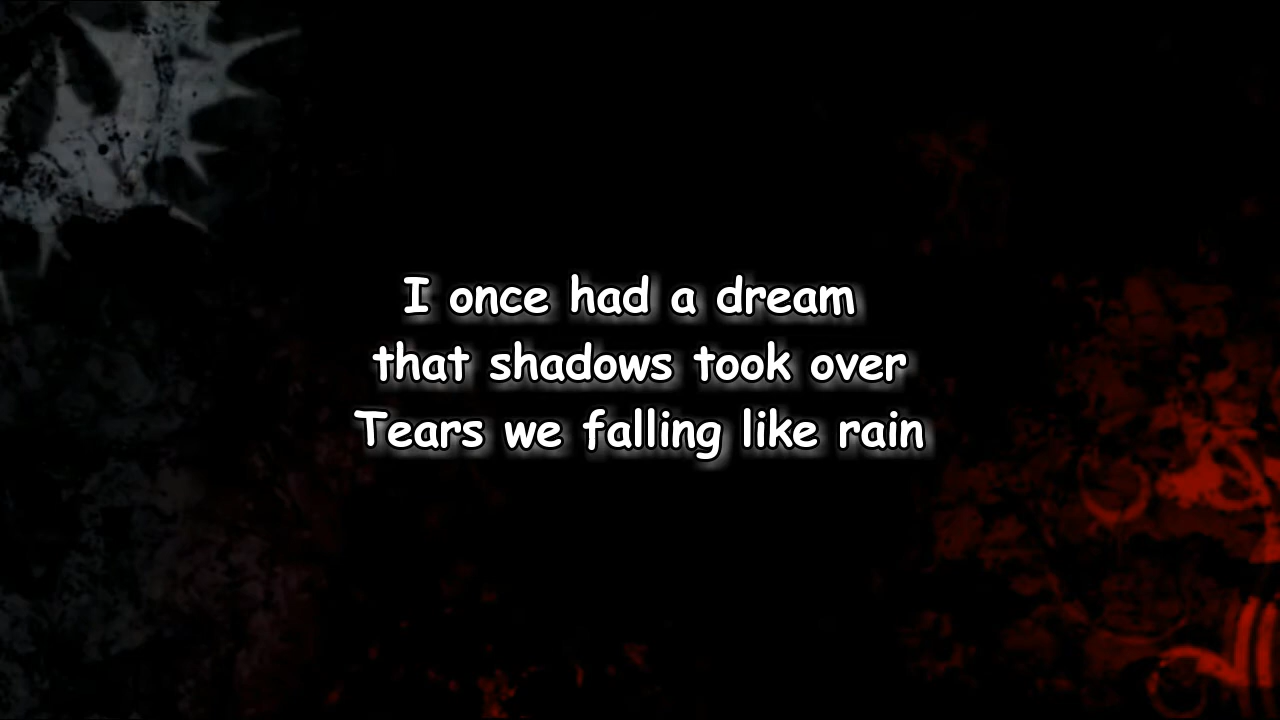 I once had a dream
that shadows took over
Tears we falling like rain